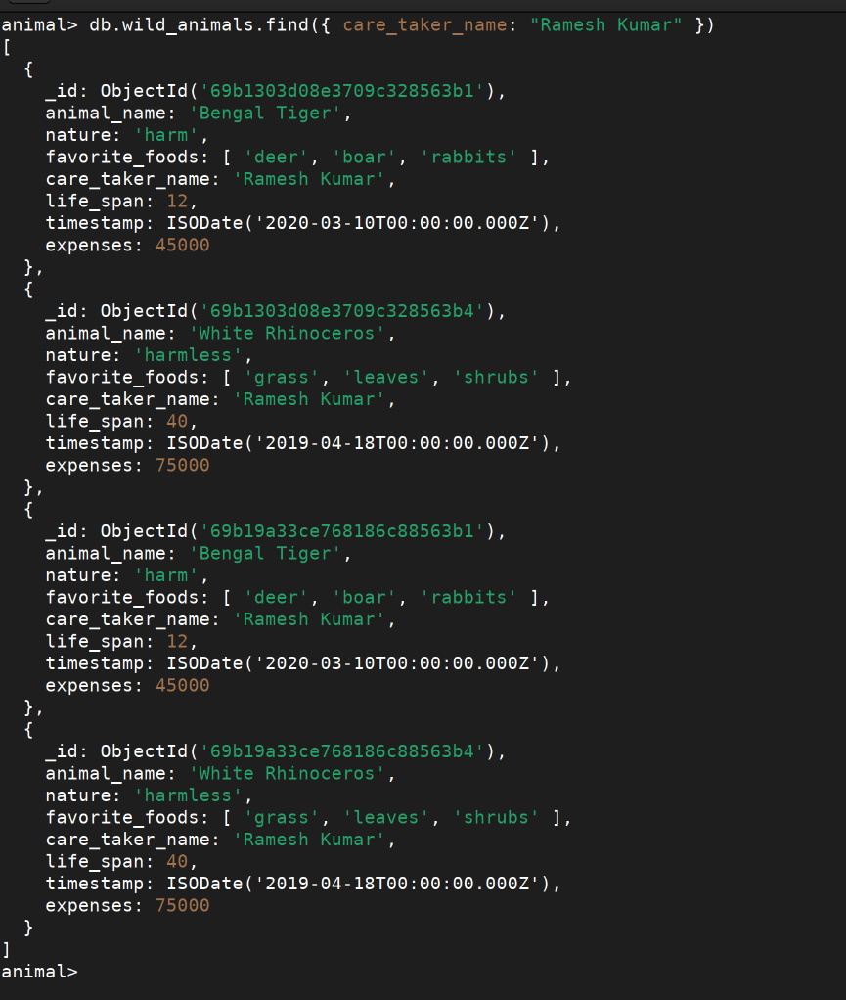 animal> db.wild_animals.find({ care_taker_name: "Ramesh Kumar" })
[
  {
    _id: ObjectId('69b1303d08e3709c328563b1'),
    animal_name: 'Bengal Tiger',
    nature: 'harm',
    favorite_foods: [ 'deer', 'boar', 'rabbits' ],
    care_taker_name: 'Ramesh Kumar',
    life_span: 12,
    timestamp: ISODate('2020-03-10T00:00:00.000Z'),
    expenses: 45000
  },
  {
    _id: ObjectId('69b1303d08e3709c328563b4'),
    animal_name: 'White Rhinoceros',
    nature: 'harmless',
    favorite_foods: [ 'grass', 'leaves', 'shrubs' ],
    care_taker_name: 'Ramesh Kumar',
    life_span: 40,
    timestamp: ISODate('2019-04-18T00:00:00.000Z'),
    expenses: 75000
  },
  {
    _id: ObjectId('69b19a33ce768186c88563b1'),
    animal_name: 'Bengal Tiger',
    nature: 'harm',
    favorite_foods: [ 'deer', 'boar', 'rabbits' ],
    care_taker_name: 'Ramesh Kumar',
    life_span: 12,
    timestamp: ISODate('2020-03-10T00:00:00.000Z'),
    expenses: 45000
  },
  {
    _id: ObjectId('69b19a33ce768186c88563b4'),
    animal_name: 'White Rhinoceros',
    nature: 'harmless',
    favorite_foods: [ 'grass', 'leaves', 'shrubs' ],
    care_taker_name: 'Ramesh Kumar',
    life_span: 40,
    timestamp: ISODate('2019-04-18T00:00:00.000Z'),
    expenses: 75000
  }
]
animal>